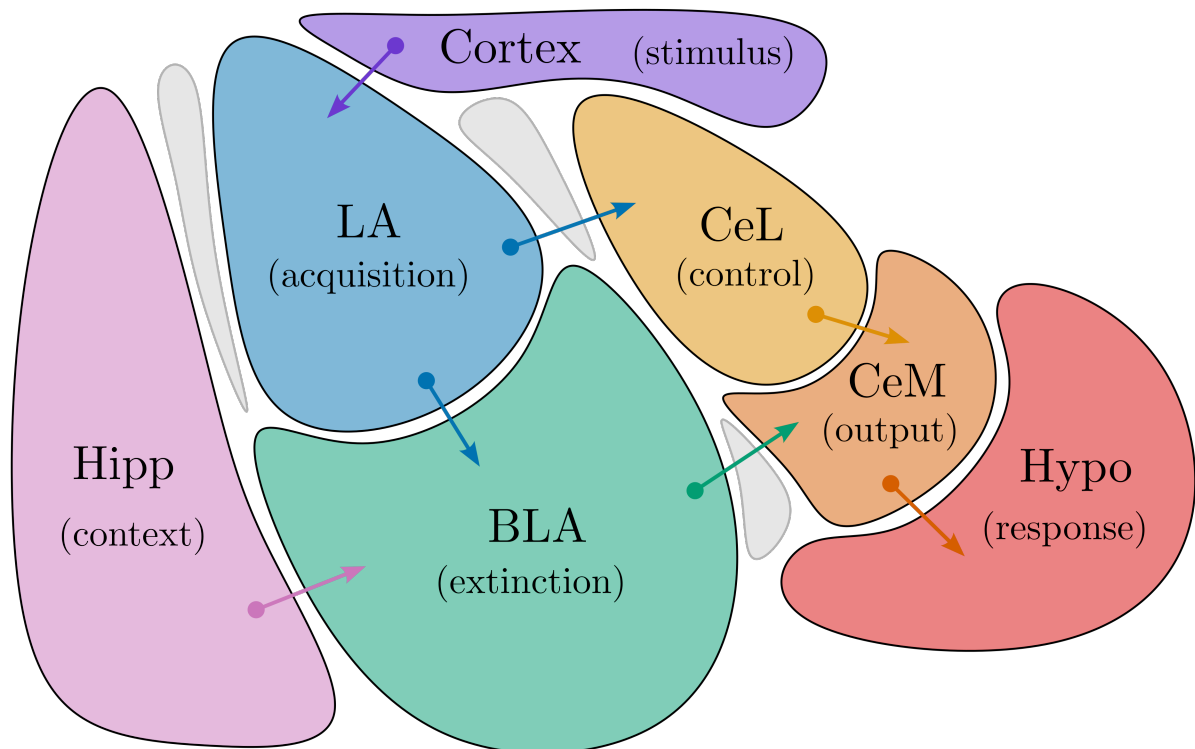 Cortex (stimulus)
LA
(acquisition)
CeL
(control)
CeM
(output)
Hipp
(context)
BLA
(extinction)
Hypo
(response)